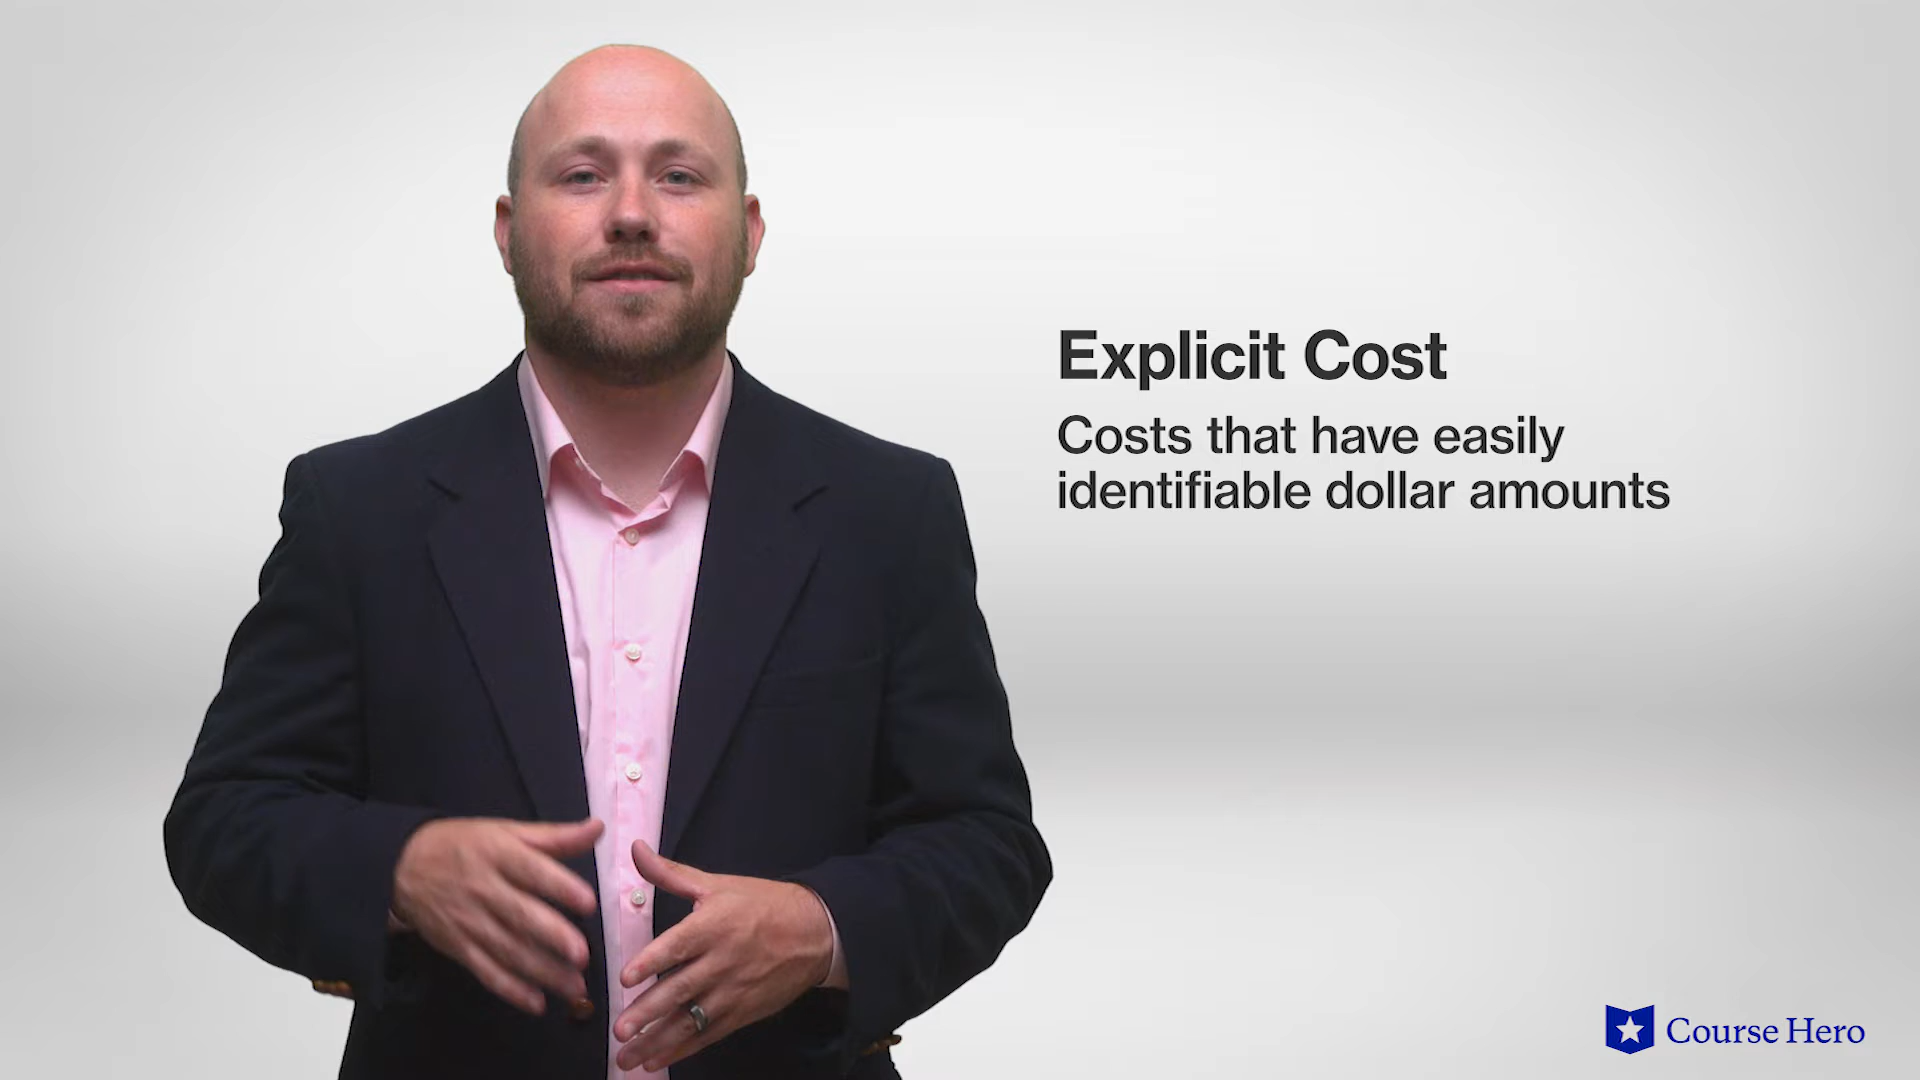 Explicit Cost
Costs that have easily
identifiable dollar amounts
Course Hero